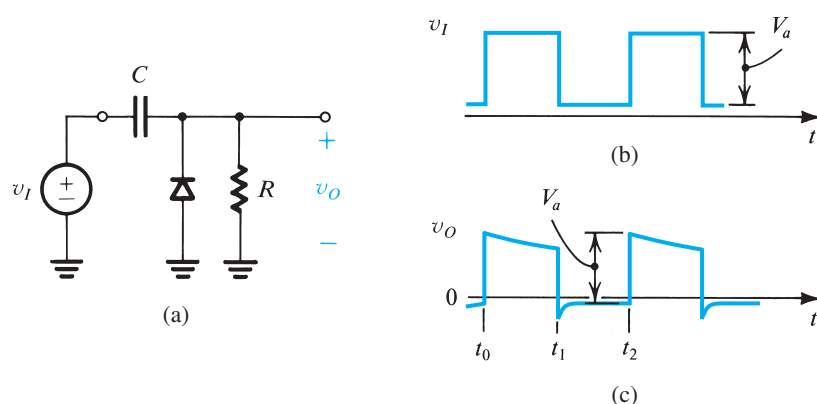 C
v_I
+
−
R
+
v_O
−
(a)
v_I
V_a
t
(b)
v_O
V_a
0
t
t_0
t_1
t_2
(c)